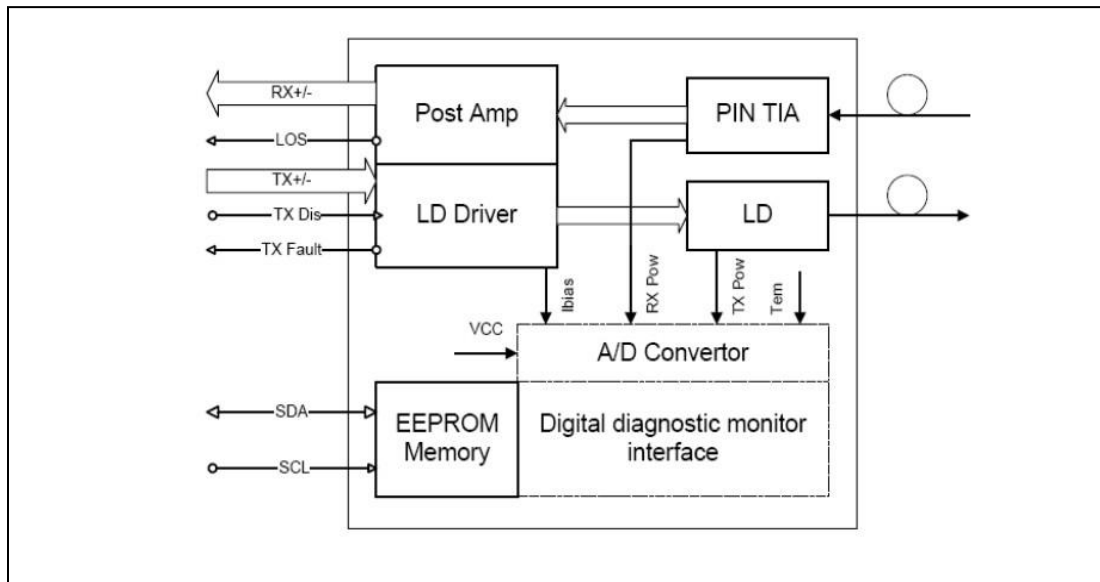 RX+/-
Post Amp
PIN TIA
LOS
TX+/-
LD Driver
LD
TX Dis
TX Fault
Ibias
RX Pow
TX Pow
Tem
VCC
A/D Convertor
SDA
EEPROM
Memory
Digital diagnostic monitor
interface
SCL